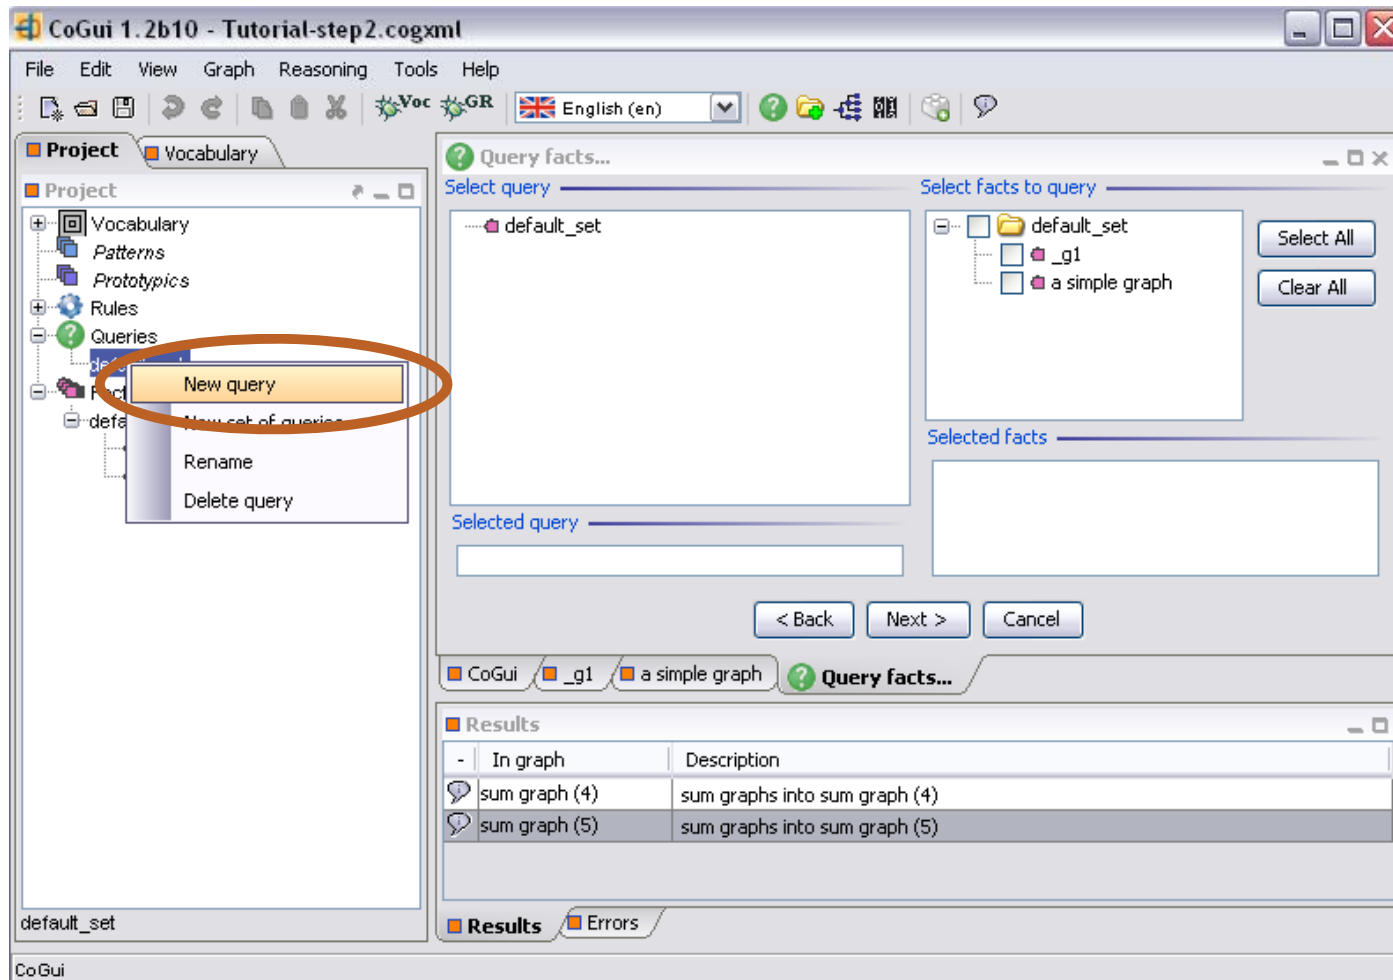 CoGui 1.2b10 - Tutorial-step2.cogxml
File Edit View Graph Reasoning Tools Help
Voc GR English (en)
Project Vocabulary
Project
Vocabulary
Patterns
Prototypics
Rules
Queries
New query
New set of queries
Rename
Delete query
default_set
Query facts...
Select query
default_set
Selected query
Select facts to query
default_set
_g1
a simple graph
Select All
Clear All
Selected facts
< Back Next > Cancel
CoGui _g1 a simple graph Query facts...
Results
- In graph Description
sum graph (4) sum graphs into sum graph (4)
sum graph (5) sum graphs into sum graph (5)
Results Errors
CoGui